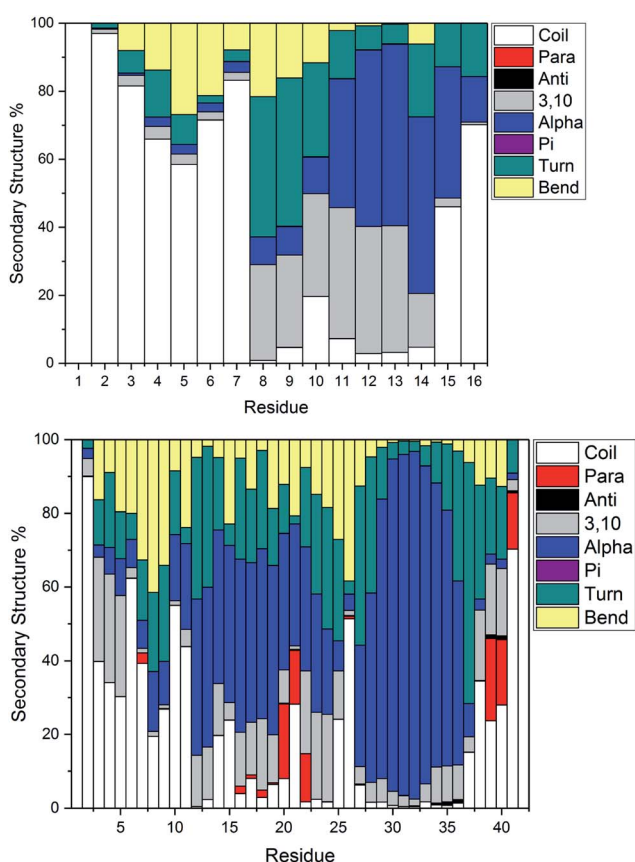 100
80
60
40
20
0
Secondary Structure %
1 2 3 4 5 6 7 8 9 10 11 12 13 14 15 16
Residue
Coil
Para
Anti
3,10
Alpha
Pi
Turn
Bend
100
80
60
40
20
0
Secondary Structure %
5 10 15 20 25 30 35 40
Residue
Coil
Para
Anti
3,10
Alpha
Pi
Turn
Bend